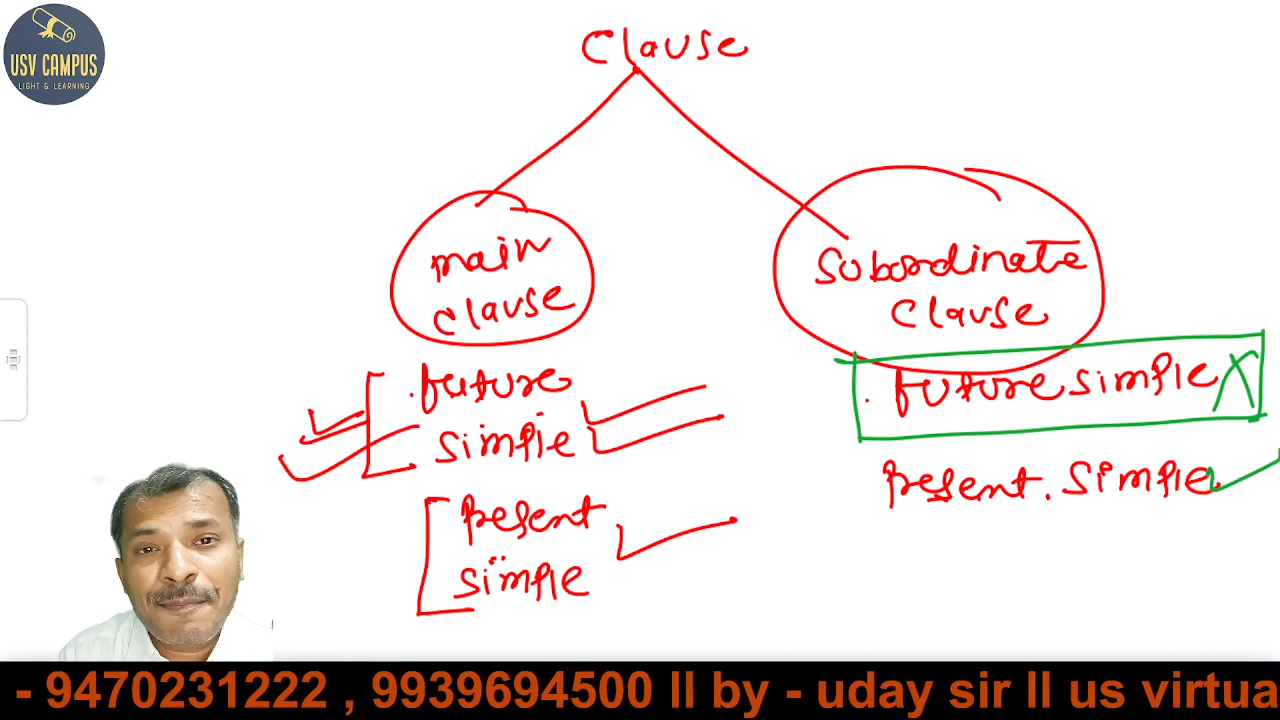 USV CAMPUS
LIGHT & LEARNING
Clause
main
clause
Subordinate
Clause
.future
simple
. future simple X
present
simple
present. simple
- 9470231222 , 9939694500 ll by - uday sir ll us virtua